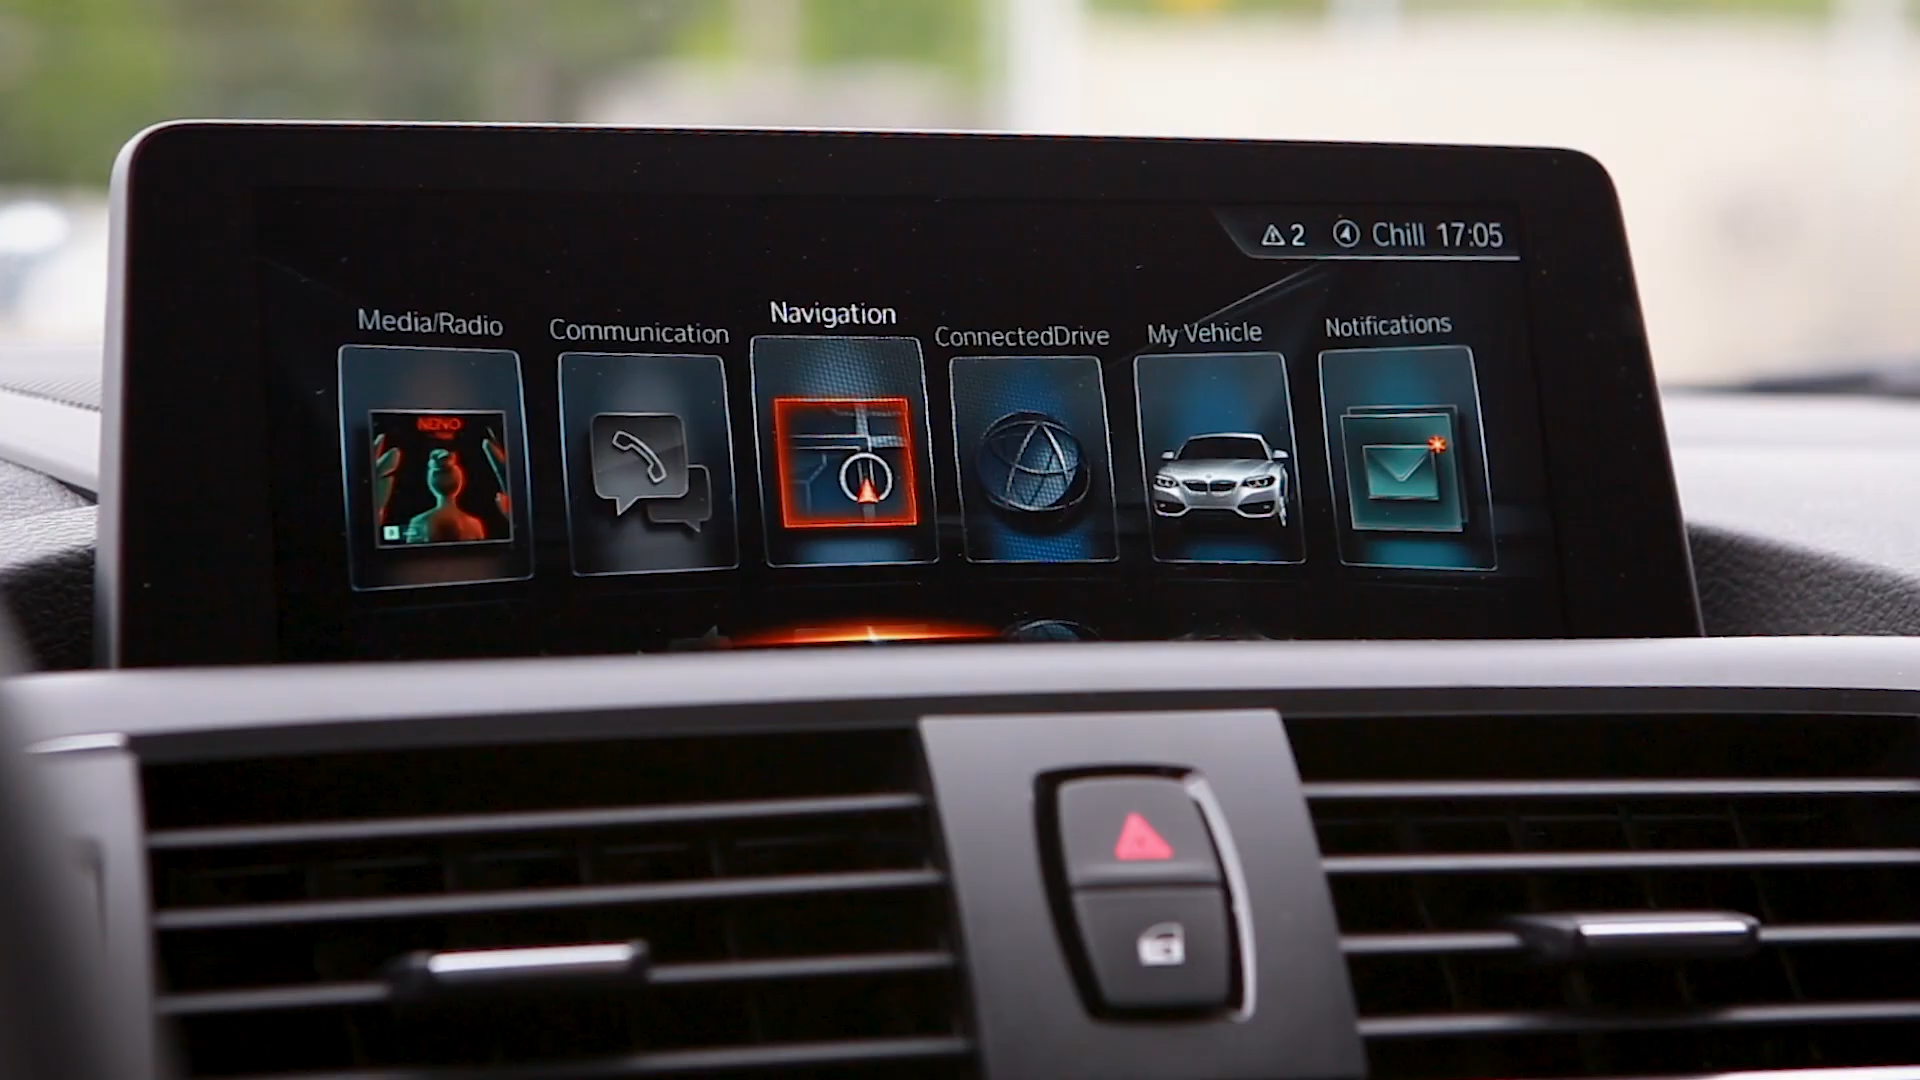 2 Chill 17:05
Media/Radio
Communication
Navigation
ConnectedDrive
My Vehicle
Notifications
NERVO